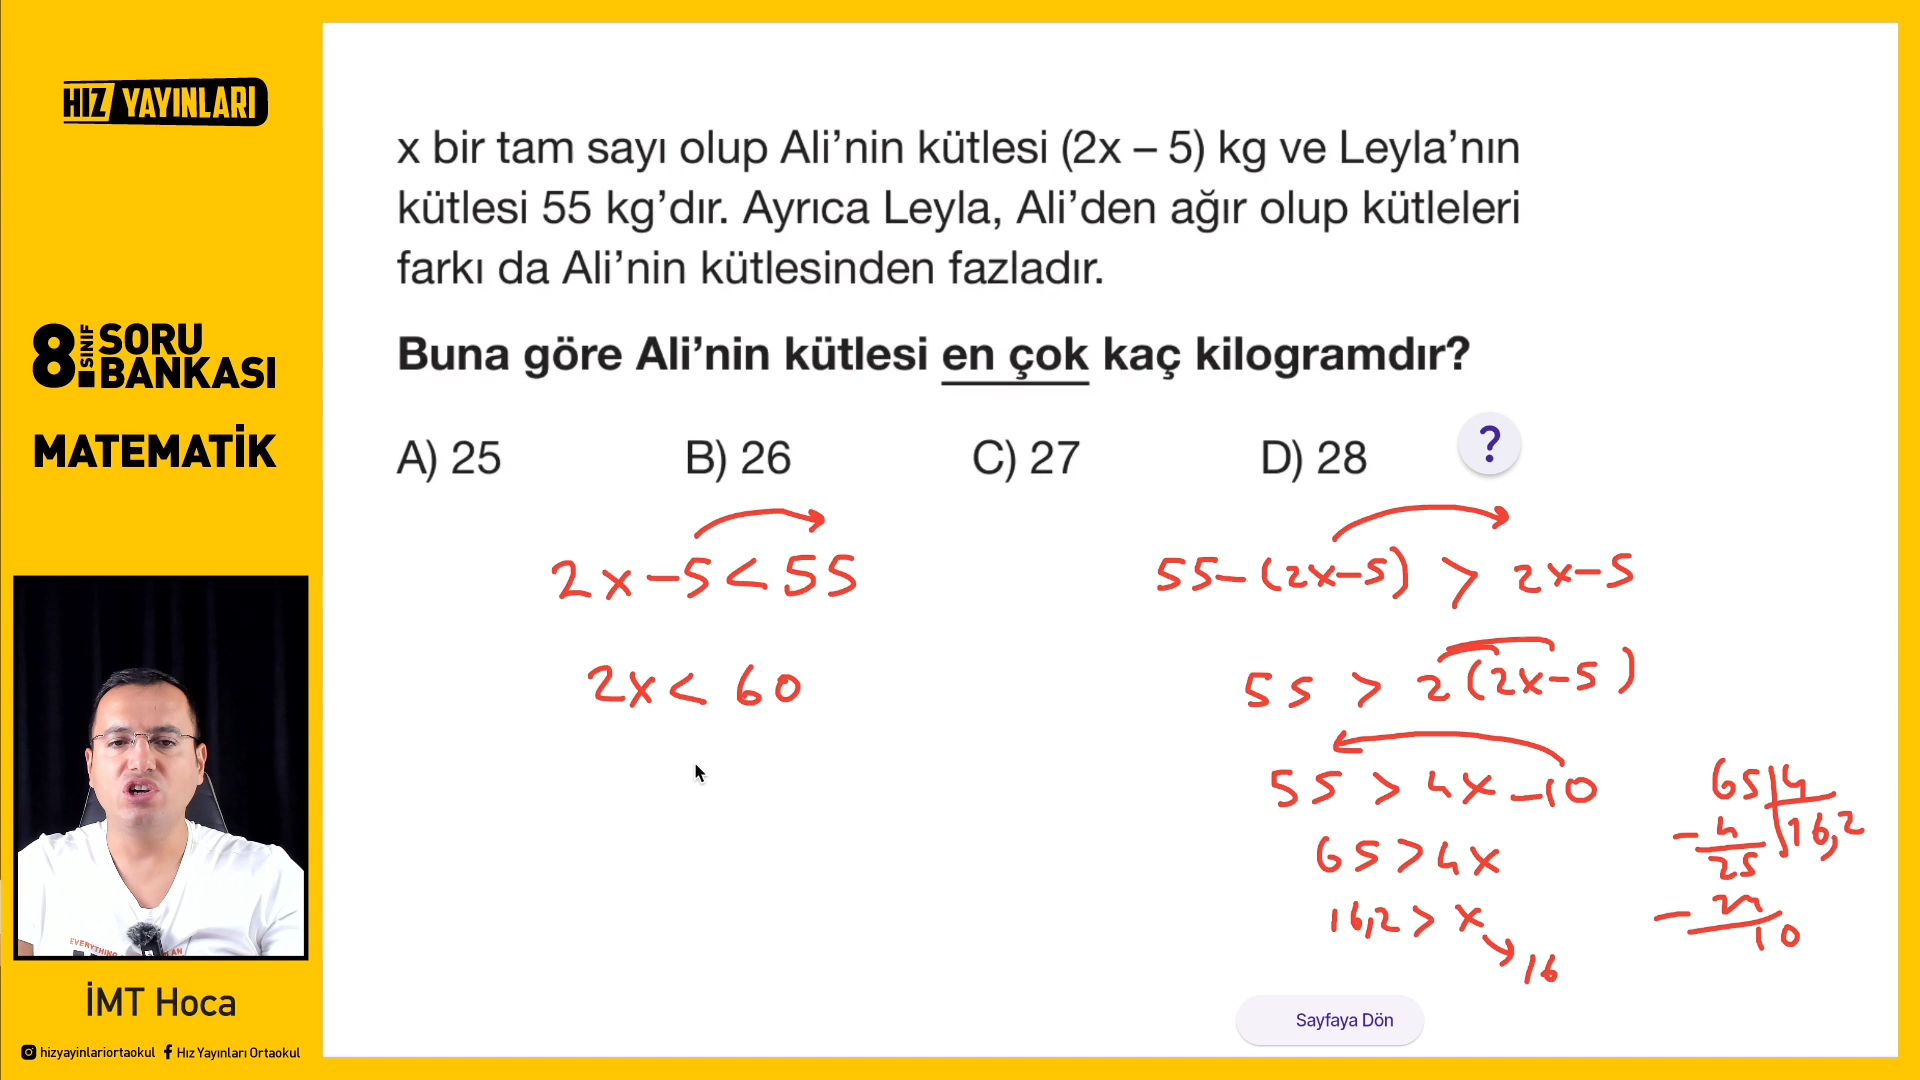 HIZ YAYINLARI
8. SINIF SORU BANKASI
MATEMATİK
x bir tam sayı olup Ali’nin kütlesi (2x – 5) kg ve Leyla’nın
kütlesi 55 kg’dır. Ayrıca Leyla, Ali’den ağır olup kütleleri
farkı da Ali’nin kütlesinden fazladır.
Buna göre Ali’nin kütlesi en çok kaç kilogramdır?
A) 25 B) 26 C) 27 D) 28 ?
2x-5<55
2x< 60
55-(2x-5) > 2x-5
55 > 2(2x-5)
55 > 4x-10
65>4x
16,2 > x
16
65 4
-4 16,2
25
-24
10
EVERYTHING
İMT Hoca
hizyayinlariortaokul Hız Yayınları Ortaokul
Sayfaya Dön